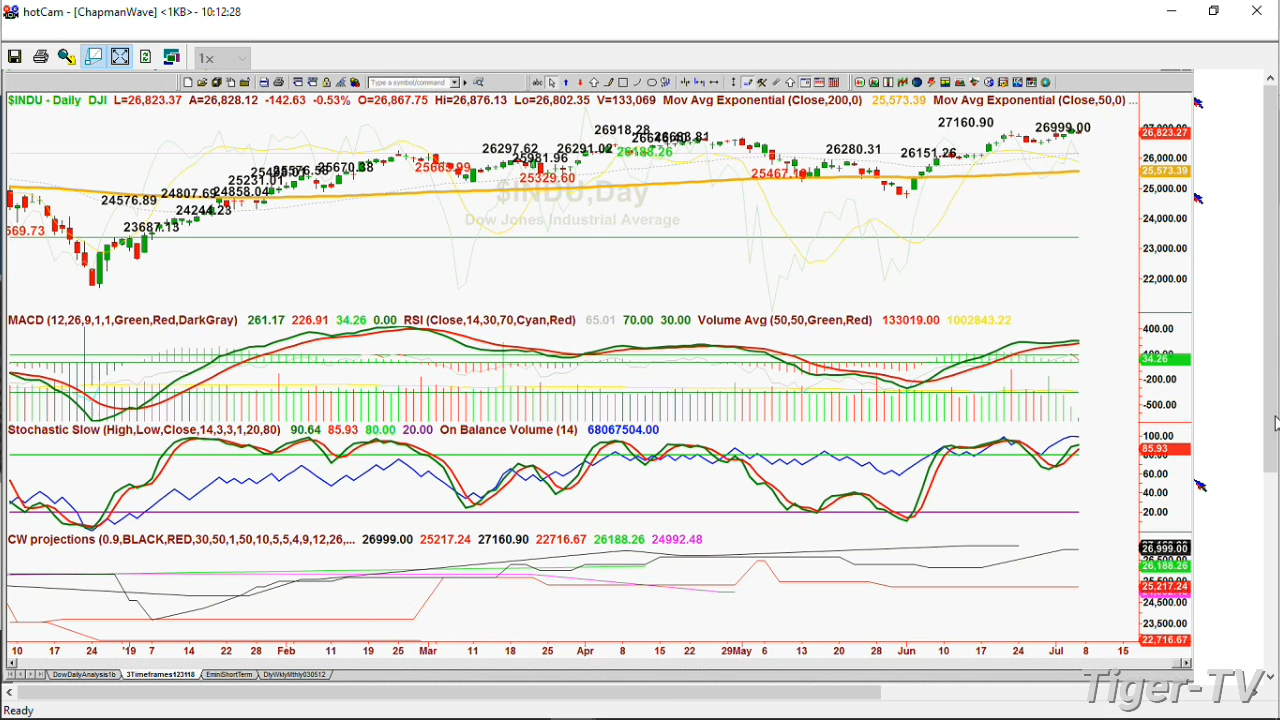 hotCam - [ChapmanWave] <1KB> - 10:12:28
1x
Type a symbol/command
abc
$INDU - Daily DJI L=26,823.37 A=26,828.12 -142.63 -0.53% O=26,867.75 Hi=26,876.13 Lo=26,802.35 V=133,069 Mov Avg Exponential (Close,200,0) 25,573.39 Mov Avg Exponential (Close,50,0) ...
27160.90
26999.00
27,000.00
26918.28
26,823.27
26297.62 26291.02 26280.31 26151.26
25981.96 26188.26
26,000.00
25670.38 25329.60
25,573.39
25231.01
24807.69 24858.04
25,000.00
24576.89
24244.23
$INDU,Day
Dow Jones Industrial Average
24,000.00
569.73 23687.13
23,000.00
22,000.00
MACD (12,26,9,1,1,Green,Red,DarkGray) 261.17 226.91 34.26 0.00 RSI (Close,14,30,70,Cyan,Red) 65.01 70.00 30.00 Volume Avg (50,50,Green,Red) 133019.00 1002843.22
400.00
34.26
-200.00
-500.00
Stochastic Slow (High,Low,Close,14,3,3,1,20,80) 90.64 85.93 80.00 20.00 On Balance Volume (14) 68067504.00
100.00
85.93
60.00
40.00
20.00
CW projections (0.9,BLACK,RED,30,50,1,50,10,5,5,4,9,12,26,... 26999.00 25217.24 27160.90 22716.67 26188.26 24992.48
26,999.00
26,188.26
25,217.24
24,500.00
23,500.00
22,716.67
10 17 24 '19 7 14 22 28 Feb 11 19 25 Mar 11 18 25 Apr 8 15 22 29 May 6 13 20 28 Jun 10 17 24 Jul 8 15
DowDailyAnalysis1b 3Timeframes123118 EminiShortTerm DlyWklyMthly030512
Tiger-TV
Ready